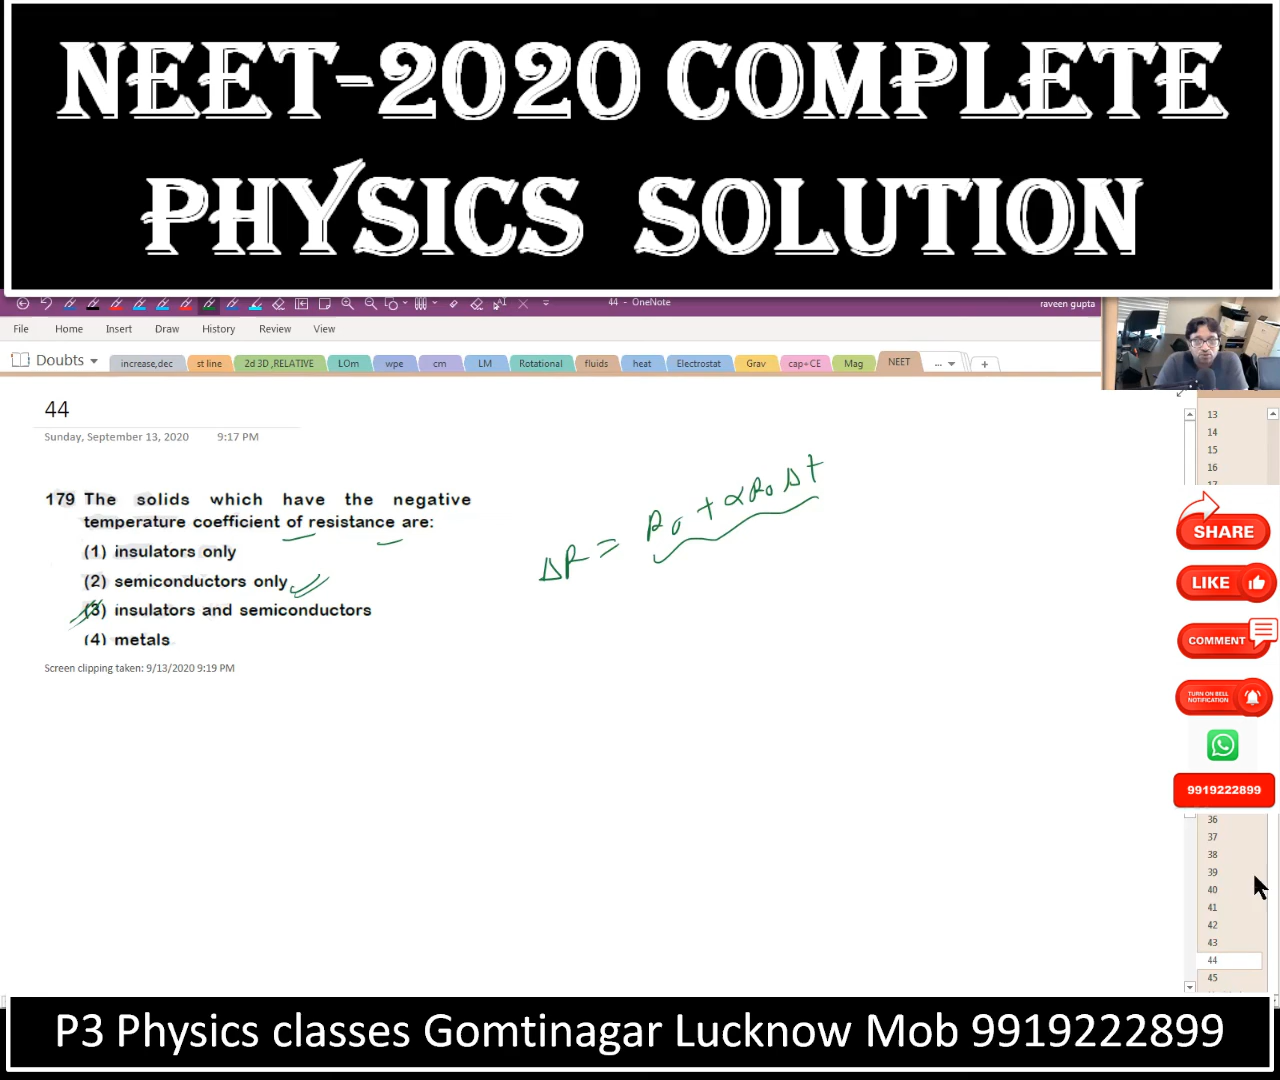 NEET-2020 COMPLETE
PHYSICS SOLUTION
44 - OneNote
raveen gupta
File Home Insert Draw History Review View
Doubts increase,dec st line 2d 3D ,RELATIVE LOm wpe cm LM Rotational fluids heat Electrostat Grav cap+CE Mag NEET ... +
44
Sunday, September 13, 2020 9:17 PM
179 The solids which have the negative
temperature coefficient of resistance are:
(1) insulators only
(2) semiconductors only
(3) insulators and semiconductors
(4) metals
Screen clipping taken: 9/13/2020 9:19 PM
ΔR = R₀ + αR₀Δt
13
14
15
16
17
SHARE
LIKE
COMMENT
TURN ON BELL
NOTIFICATION
9919222899
36
37
38
39
40
41
42
43
44
45
P3 Physics classes Gomtinagar Lucknow Mob 9919222899